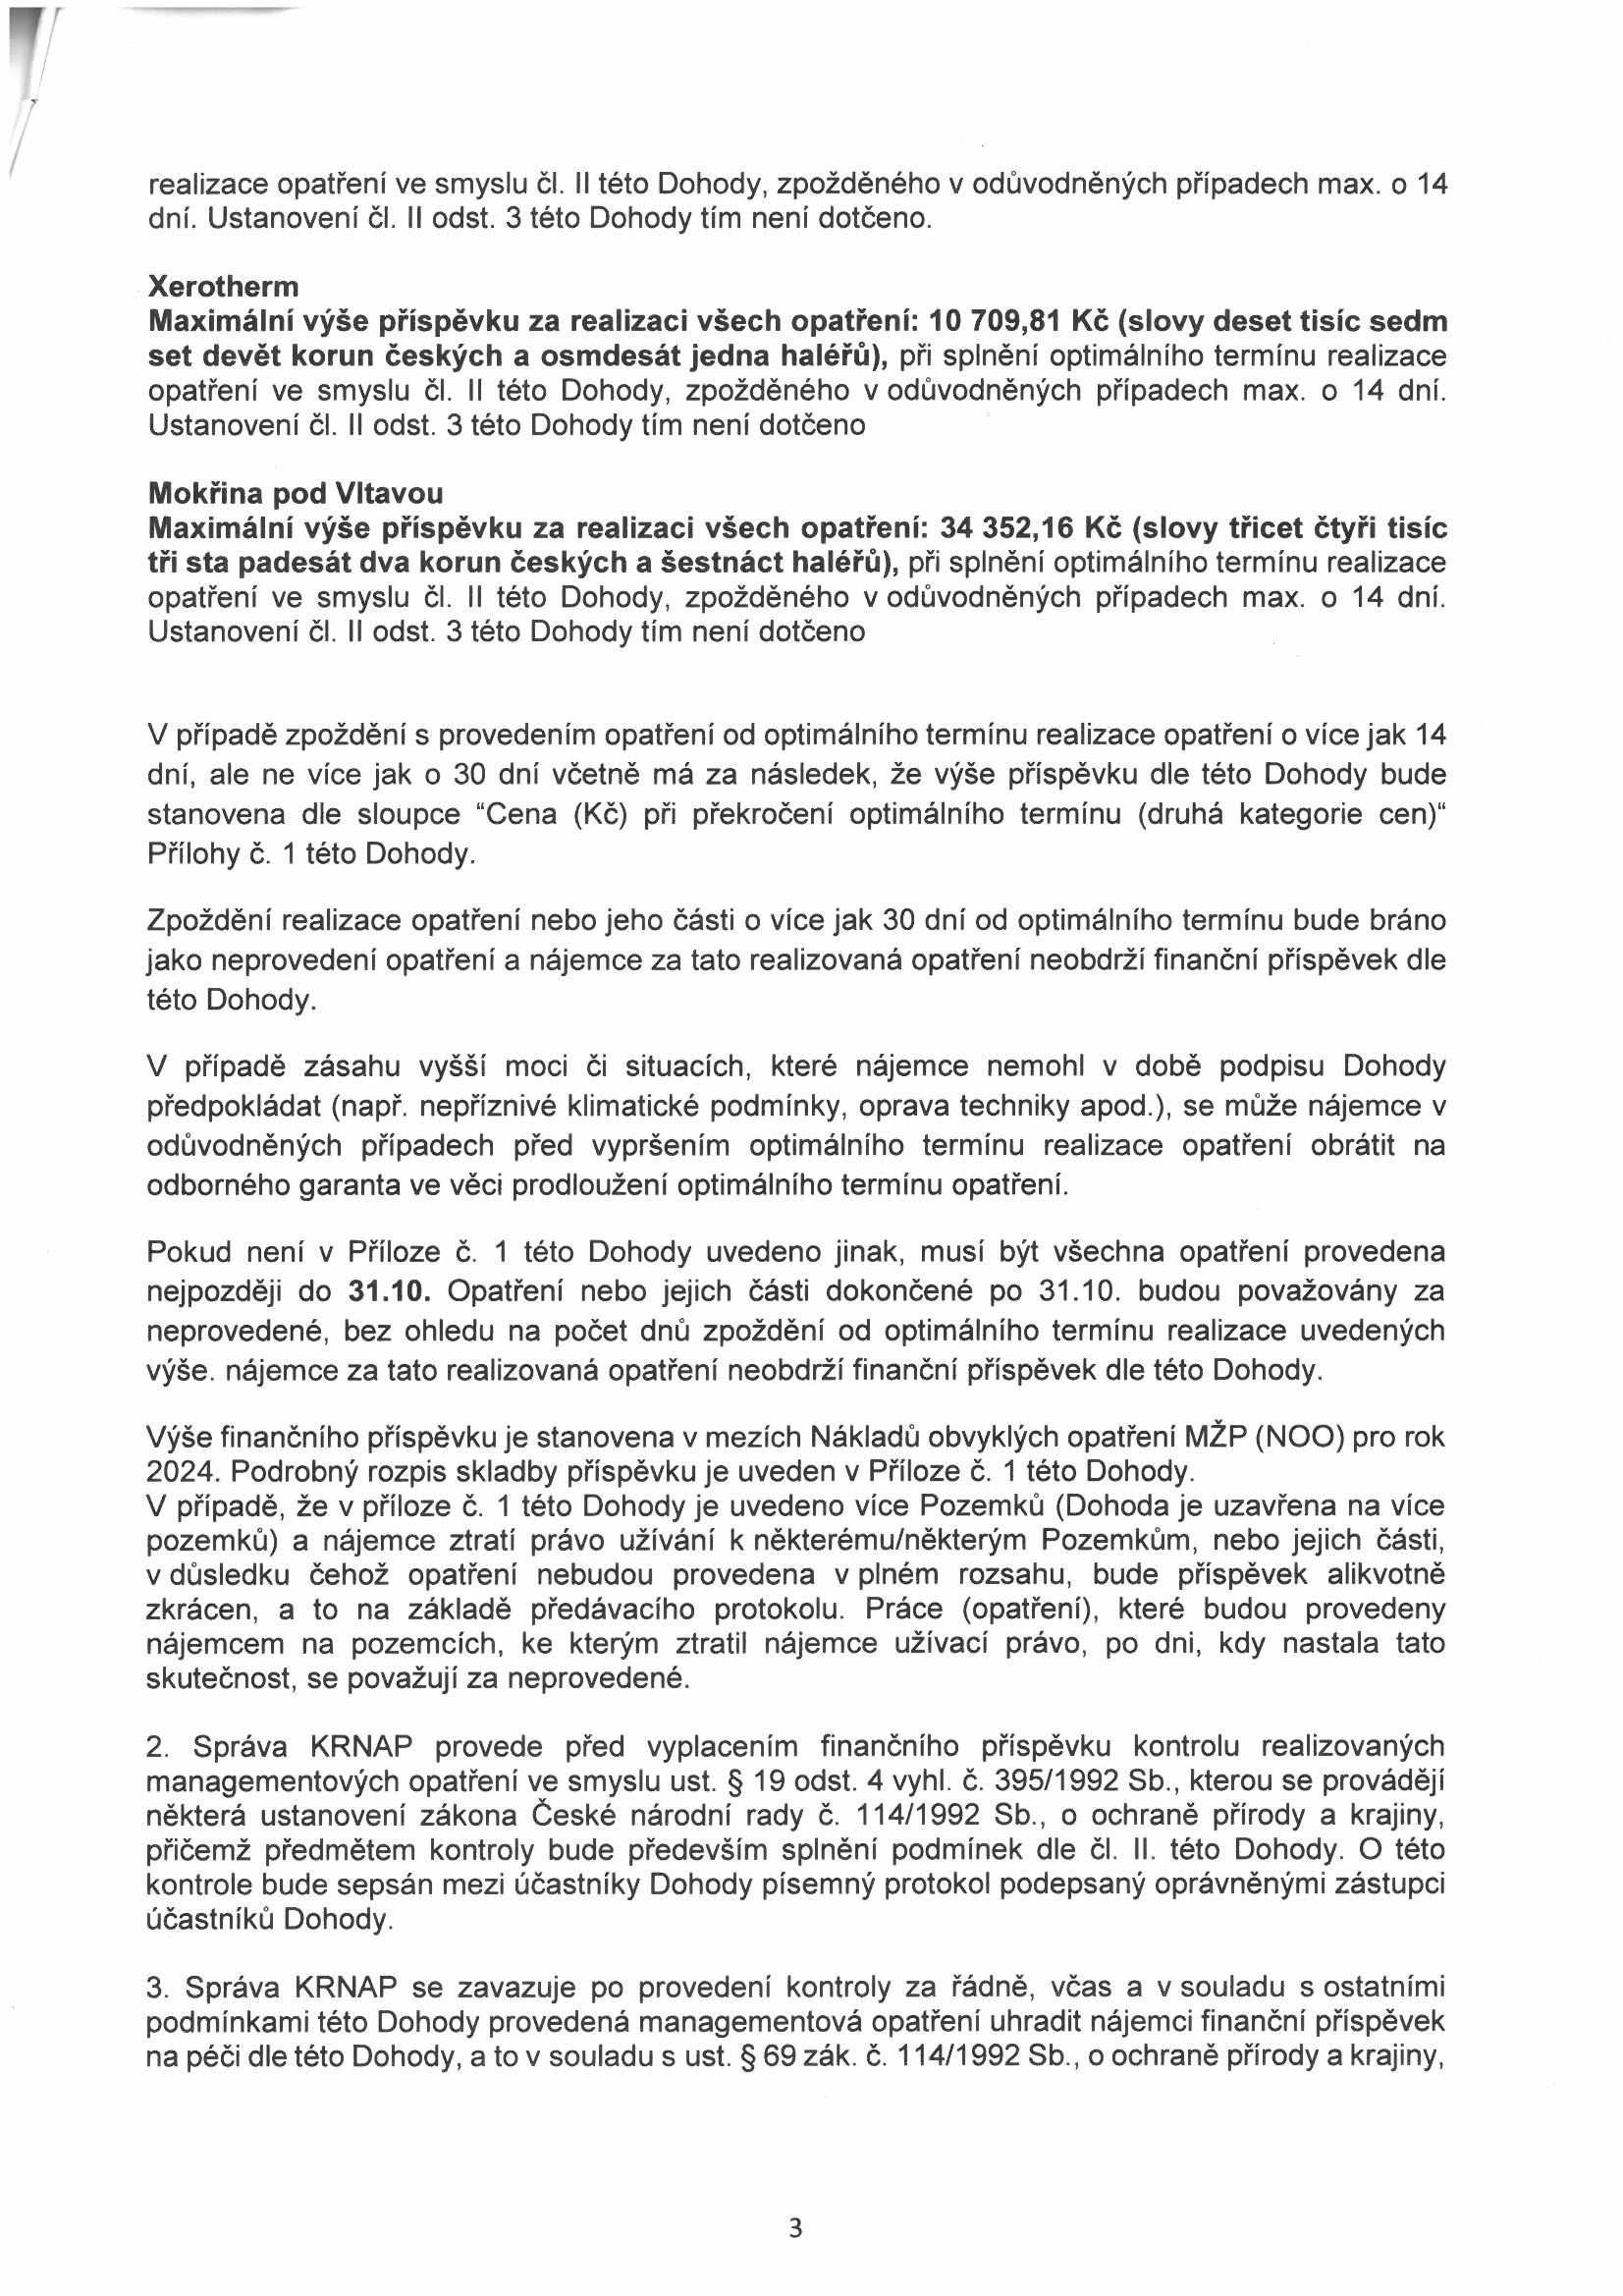 realizace opatření ve smyslu čl. II této Dohody, zpožděného v odůvodněných případech max. o 14
dní. Ustanovení čl. II odst. 3 této Dohody tím není dotčeno.
Xerotherm
Maximální výše příspěvku za realizaci všech opatření: 10 709,81 Kč (slovy deset tisíc sedm
set devět korun českých a osmdesát jedna haléřů), při splnění optimálního termínu realizace
opatření ve smyslu čl. II této Dohody, zpožděného v odůvodněných případech max. o 14 dní.
Ustanovení čl. II odst. 3 této Dohody tím není dotčeno
Mokřina pod Vltavou
Maximální výše příspěvku za realizaci všech opatření: 34 352,16 Kč (slovy třicet čtyři tisíc
tři sta padesát dva korun českých a šestnáct haléřů), při splnění optimálního termínu realizace
opatření ve smyslu čl. II této Dohody, zpožděného v odůvodněných případech max. o 14 dní.
Ustanovení čl. II odst. 3 této Dohody tím není dotčeno
V případě zpoždění s provedením opatření od optimálního termínu realizace opatření o více jak 14
dní, ale ne více jak o 30 dní včetně má za následek, že výše příspěvku dle této Dohody bude
stanovena dle sloupce “Cena (Kč) při překročení optimálního termínu (druhá kategorie cen)“
Přílohy č. 1 této Dohody.
Zpoždění realizace opatření nebo jeho části o více jak 30 dní od optimálního termínu bude bráno
jako neprovedení opatření a nájemce za tato realizovaná opatření neobdrží finanční příspěvek dle
této Dohody.
V případě zásahu vyšší moci či situacích, které nájemce nemohl v době podpisu Dohody
předpokládat (např. nepříznivé klimatické podmínky, oprava techniky apod.), se může nájemce v
odůvodněných případech před vypršením optimálního termínu realizace opatření obrátit na
odborného garanta ve věci prodloužení optimálního termínu opatření.
Pokud není v Příloze č. 1 této Dohody uvedeno jinak, musí být všechna opatření provedena
nejpozději do 31.10. Opatření nebo jejich části dokončené po 31.10. budou považovány za
neprovedené, bez ohledu na počet dnů zpoždění od optimálního termínu realizace uvedených
výše. nájemce za tato realizovaná opatření neobdrží finanční příspěvek dle této Dohody.
Výše finančního příspěvku je stanovena v mezích Nákladů obvyklých opatření MŽP (NOO) pro rok
2024. Podrobný rozpis skladby příspěvku je uveden v Příloze č. 1 této Dohody.
V případě, že v příloze č. 1 této Dohody je uvedeno více Pozemků (Dohoda je uzavřena na více
pozemků) a nájemce ztratí právo užívání k některému/některým Pozemkům, nebo jejich části,
v důsledku čehož opatření nebudou provedena v plném rozsahu, bude příspěvek alikvotně
zkrácen, a to na základě předávacího protokolu. Práce (opatření), které budou provedeny
nájemcem na pozemcích, ke kterým ztratil nájemce užívací právo, po dni, kdy nastala tato
skutečnost, se považují za neprovedené.
2. Správa KRNAP provede před vyplacením finančního příspěvku kontrolu realizovaných
managementových opatření ve smyslu ust. § 19 odst. 4 vyhl. č. 395/1992 Sb., kterou se provádějí
některá ustanovení zákona České národní rady č. 114/1992 Sb., o ochraně přírody a krajiny,
přičemž předmětem kontroly bude především splnění podmínek dle čl. II. této Dohody. O této
kontrole bude sepsán mezi účastníky Dohody písemný protokol podepsaný oprávněnými zástupci
účastníků Dohody.
3. Správa KRNAP se zavazuje po provedení kontroly za řádně, včas a v souladu s ostatními
podmínkami této Dohody provedená managementová opatření uhradit nájemci finanční příspěvek
na péči dle této Dohody, a to v souladu s ust. § 69 zák. č. 114/1992 Sb., o ochraně přírody a krajiny,
3